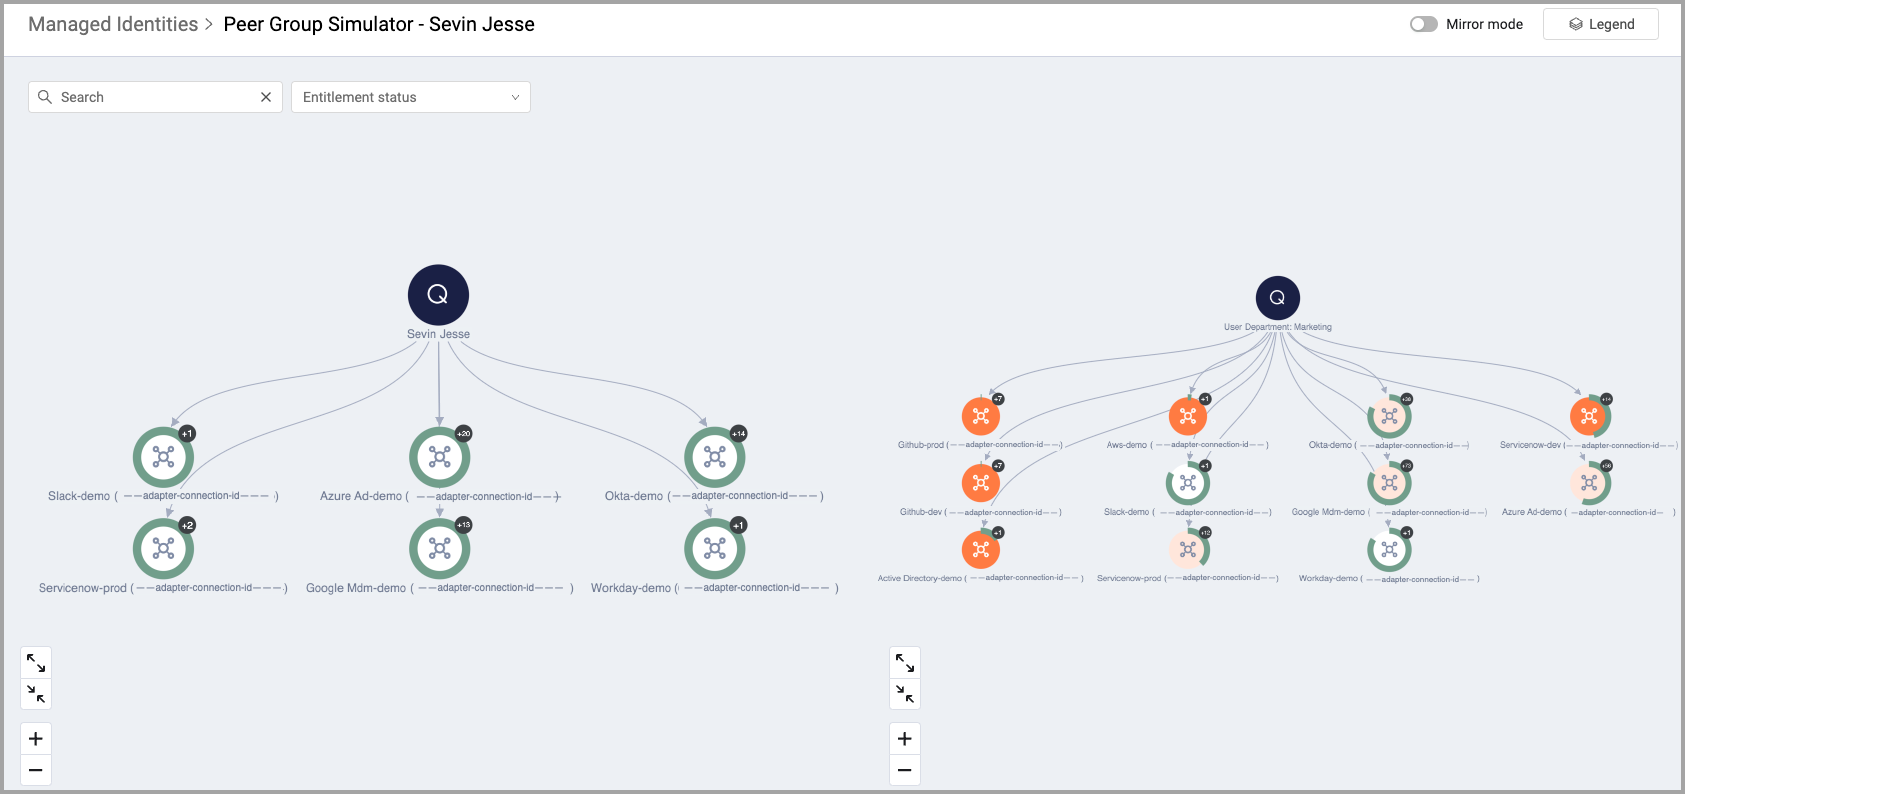 Managed Identities > Peer Group Simulator - Sevin Jesse
Mirror mode
Legend
Search
Entitlement status
Sevin Jesse
+1
+20
+14
Slack-demo ( ——adapter-connection-id——— )
Azure Ad-demo ( ——adapter-connection-id——)
Okta-demo (——adapter-connection-id——— )
+2
+13
+1
Servicenow-prod (——adapter-connection-id———)
Google Mdm-demo ( ——adapter-connection-id——— )
Workday-demo ( ——adapter-connection-id——— )
User Department: Marketing
+7
+1
+38
+14
Github-prod (——adapter-connection-id——)
Aws-demo (——adapter-connection-id—— )
Okta-demo ( ——adapter-connection-id——)
Servicenow-dev (——adapter-connection-id——)
+7
+1
+73
Github-dev (——adapter-connection-id—— )
Slack-demo (——adapter-connection-id—— )
Google Mdm-demo ( ——adapter-connection-id—— )
Azure Ad-demo ( —adapter-connection-id— )
+1
+12
+1
Active Directory-demo ( ——adapter-connection-id—— )
Servicenow-prod (——adapter-connection-id—— )
Workday-demo ( ——adapter-connection-id—— )